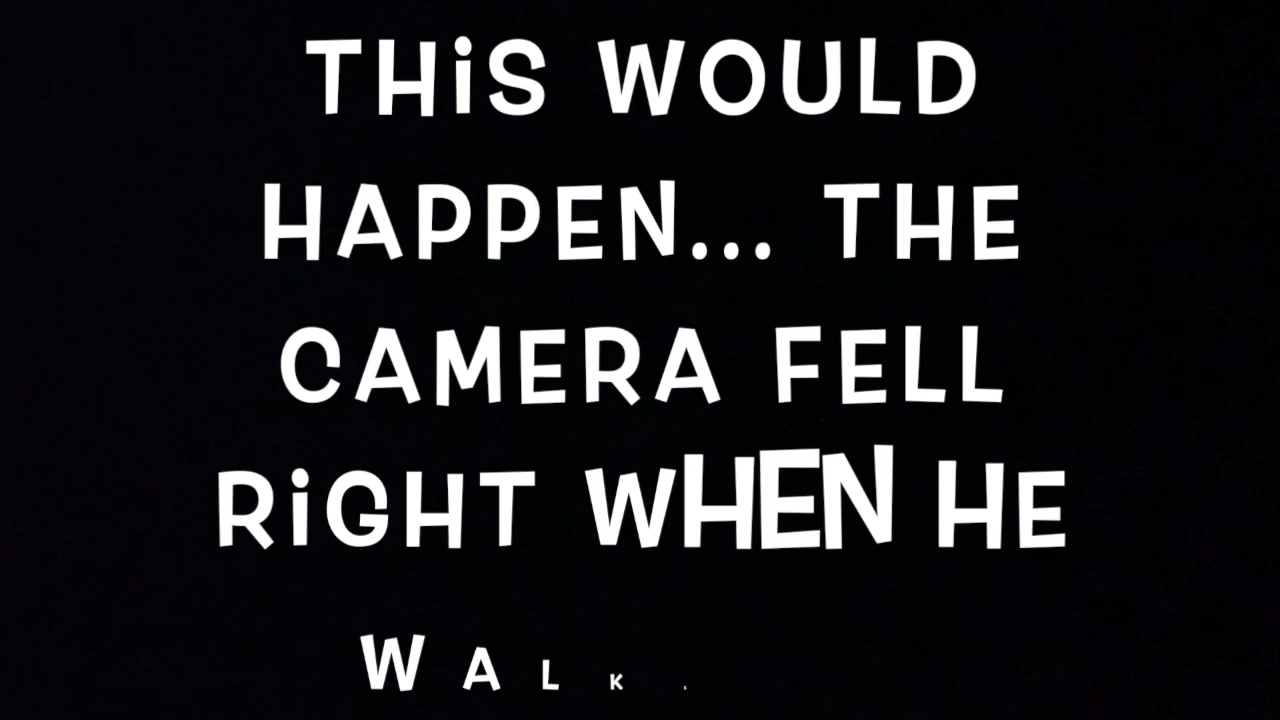 THiS WOULD
HAPPEN... THE
CAMERA FELL
RiGHT WHEN HE
WALK